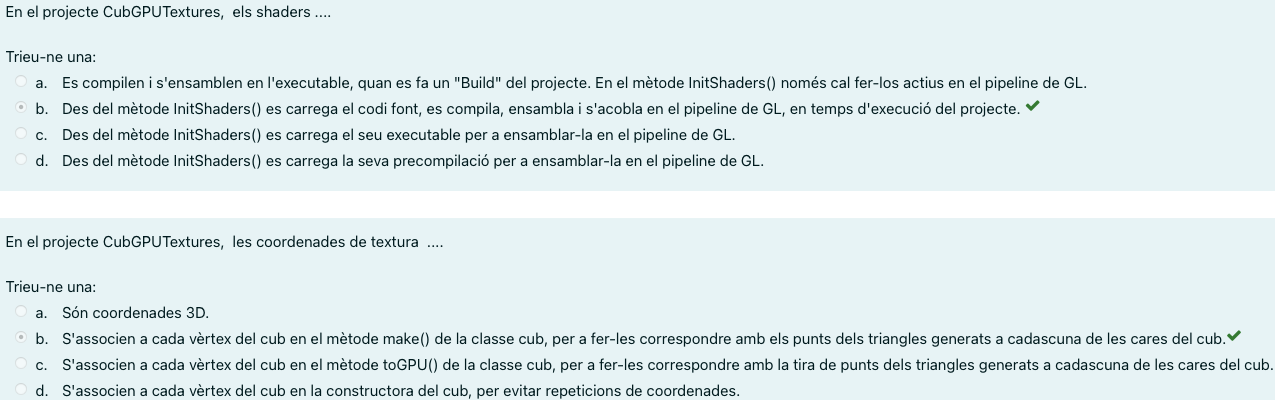 En el projecte CubGPUTextures, els shaders ....
Trieu-ne una:
a. Es compilen i s'ensamblen en l'executable, quan es fa un "Build" del projecte. En el mètode InitShaders() només cal fer-los actius en el pipeline de GL.
b. Des del mètode InitShaders() es carrega el codi font, es compila, ensambla i s'acobla en el pipeline de GL, en temps d'execució del projecte.
c. Des del mètode InitShaders() es carrega el seu executable per a ensamblar-la en el pipeline de GL.
d. Des del mètode InitShaders() es carrega la seva precompilació per a ensamblar-la en el pipeline de GL.
En el projecte CubGPUTextures, les coordenades de textura ....
Trieu-ne una:
a. Són coordenades 3D.
b. S'associen a cada vèrtex del cub en el mètode make() de la classe cub, per a fer-les correspondre amb els punts dels triangles generats a cadascuna de les cares del cub.
c. S'associen a cada vèrtex del cub en el mètode toGPU() de la classe cub, per a fer-les correspondre amb la tira de punts dels triangles generats a cadascuna de les cares del cub.
d. S'associen a cada vèrtex del cub en la constructora del cub, per evitar repeticions de coordenades.